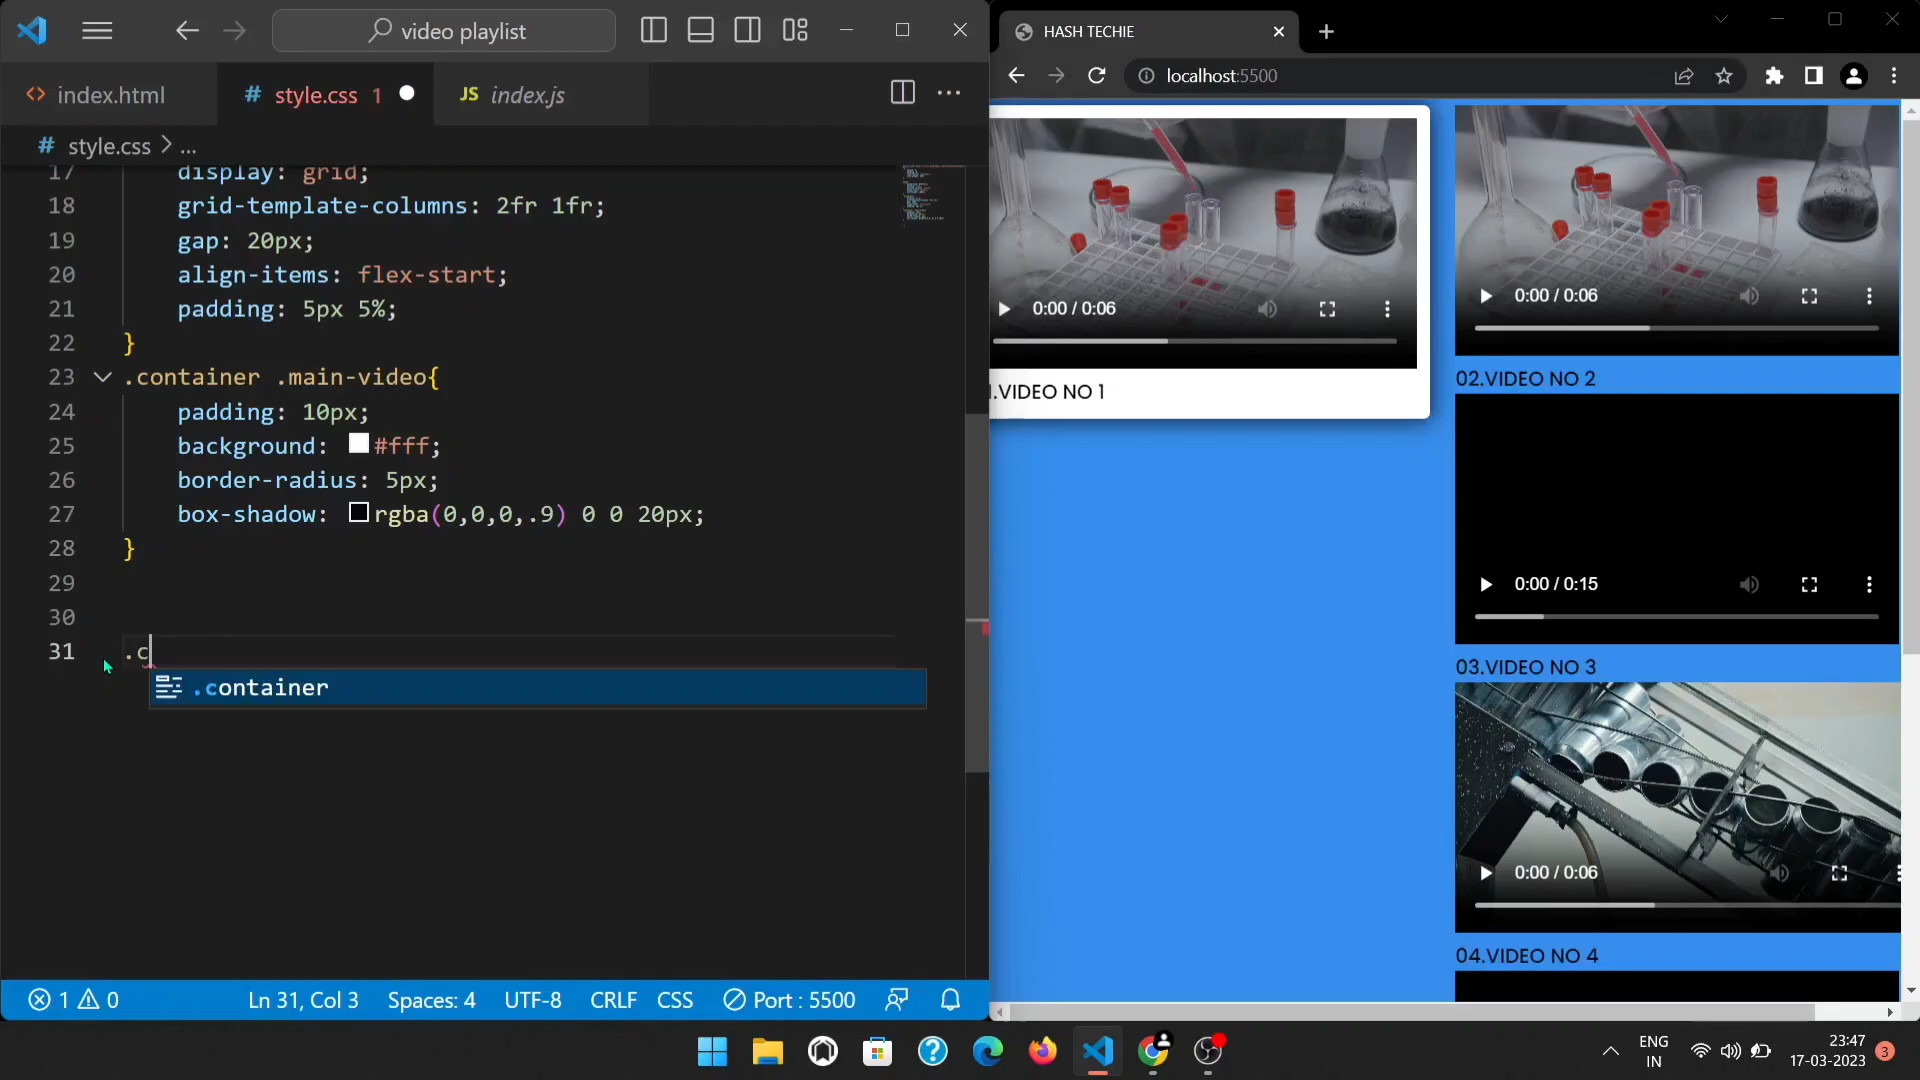 video playlist
index.html
# style.css 1
JS index.js
# style.css > ...
17 display: grid;
18 grid-template-columns: 2fr 1fr;
19 gap: 20px;
20 align-items: flex-start;
21 padding: 5px 5%;
22 }
23 .container .main-video{
24 padding: 10px;
25 background: #fff;
26 border-radius: 5px;
27 box-shadow: rgba(0,0,0,.9) 0 0 20px;
28 }
29
30
31 .c
.container
1 0
Ln 31, Col 3
Spaces: 4
UTF-8
CRLF
CSS
Port : 5500
HASH TECHIE
localhost:5500
0:00 / 0:06
.VIDEO NO 1
0:00 / 0:06
02.VIDEO NO 2
0:00 / 0:15
03.VIDEO NO 3
0:00 / 0:06
04.VIDEO NO 4
ENG
IN
23:47
17-03-2023
3